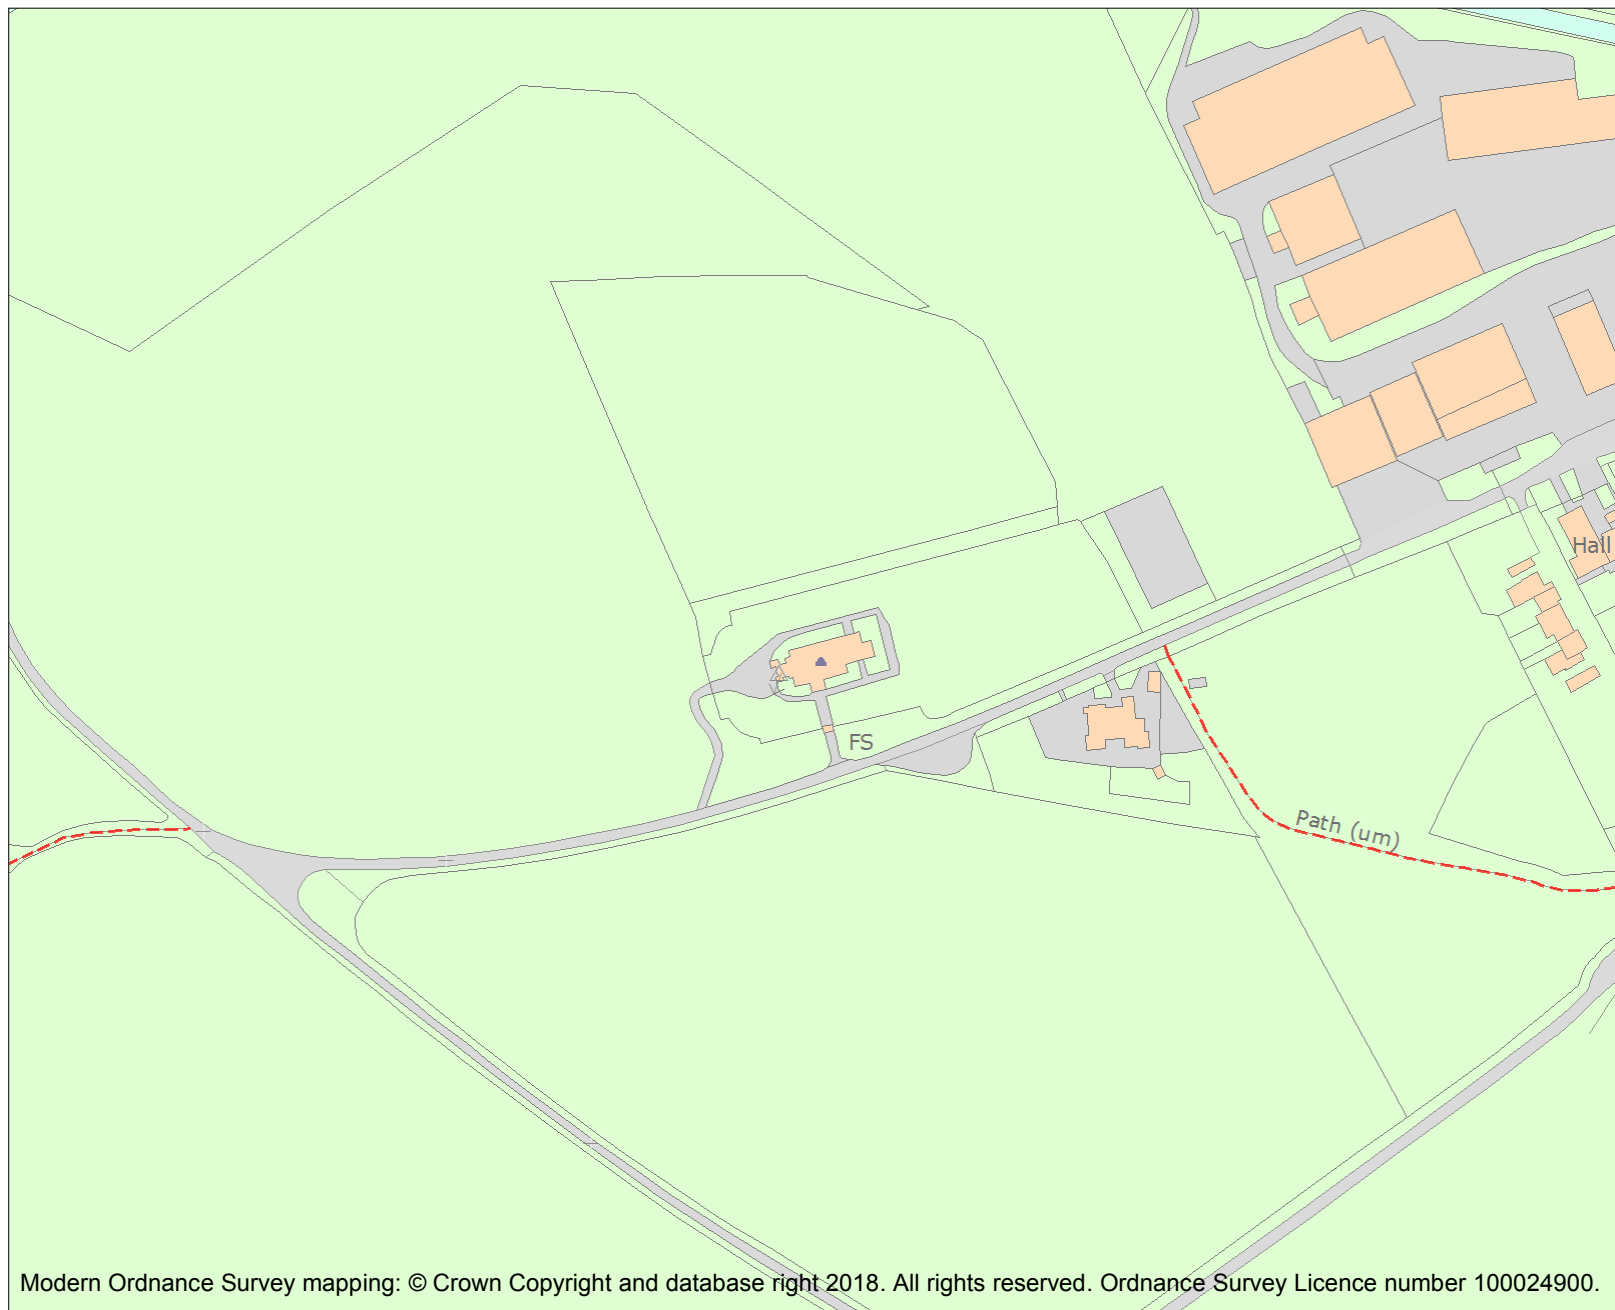 Hall
FS
Path (um)
Modern Ordnance Survey mapping: © Crown Copyright and database right 2018. All rights reserved. Ordnance Survey Licence number 100024900.